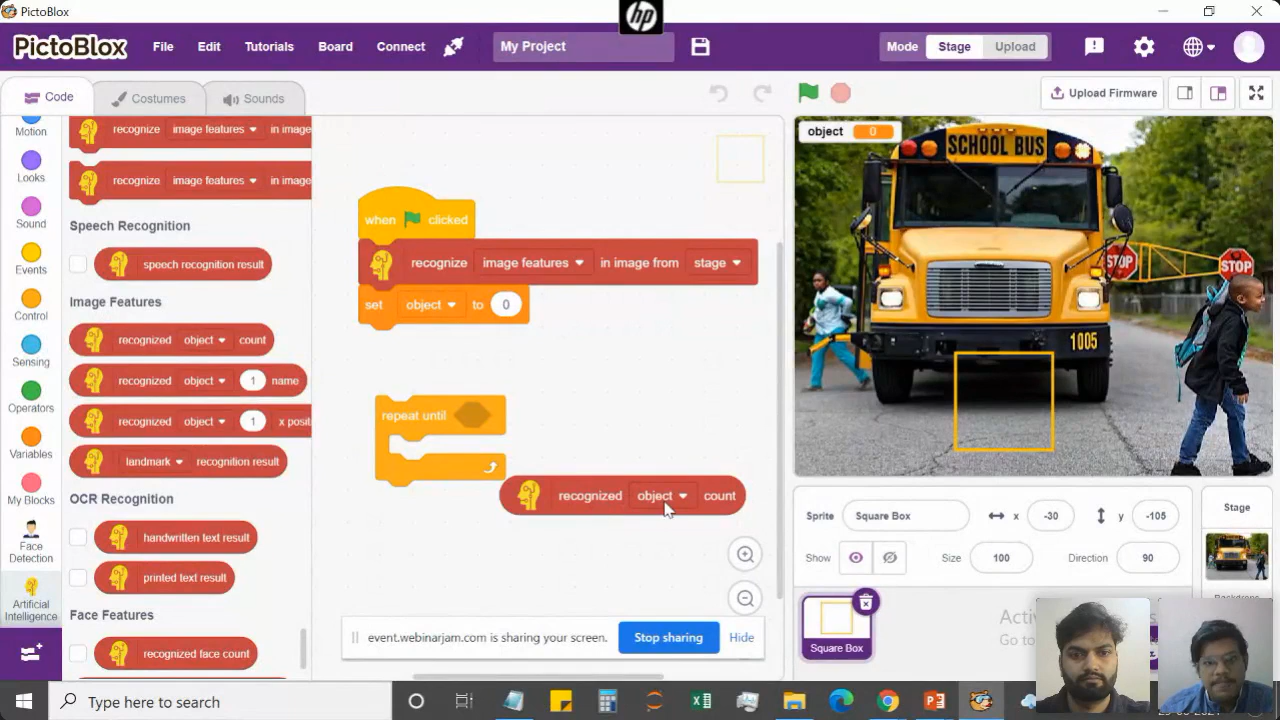 PictoBlox
hp
PictoBlox File Edit Tutorials Board Connect My Project Mode Stage Upload
Code Costumes Sounds Upload Firmware
Motion
Looks
Sound
Events
Control
Sensing
Operators
Variables
My Blocks
Face
Detection
Artificial
Intelligence
recognize image features in image
recognize image features in image
Speech Recognition
speech recognition result
Image Features
recognized object count
recognized object 1 name
recognized object 1 x posit
landmark recognition result
OCR Recognition
handwritten text result
printed text result
Face Features
recognized face count
when clicked
recognize image features in image from stage
set object to 0
repeat until
recognized object count
object 0
SCHOOL BUS
STOP
STOP
1005
Sprite Square Box x -30 y -105
Show Size 100 Direction 90
Square Box
Stage
Activ
Go to
event.webinarjam.com is sharing your screen. Stop sharing Hide
Type here to search